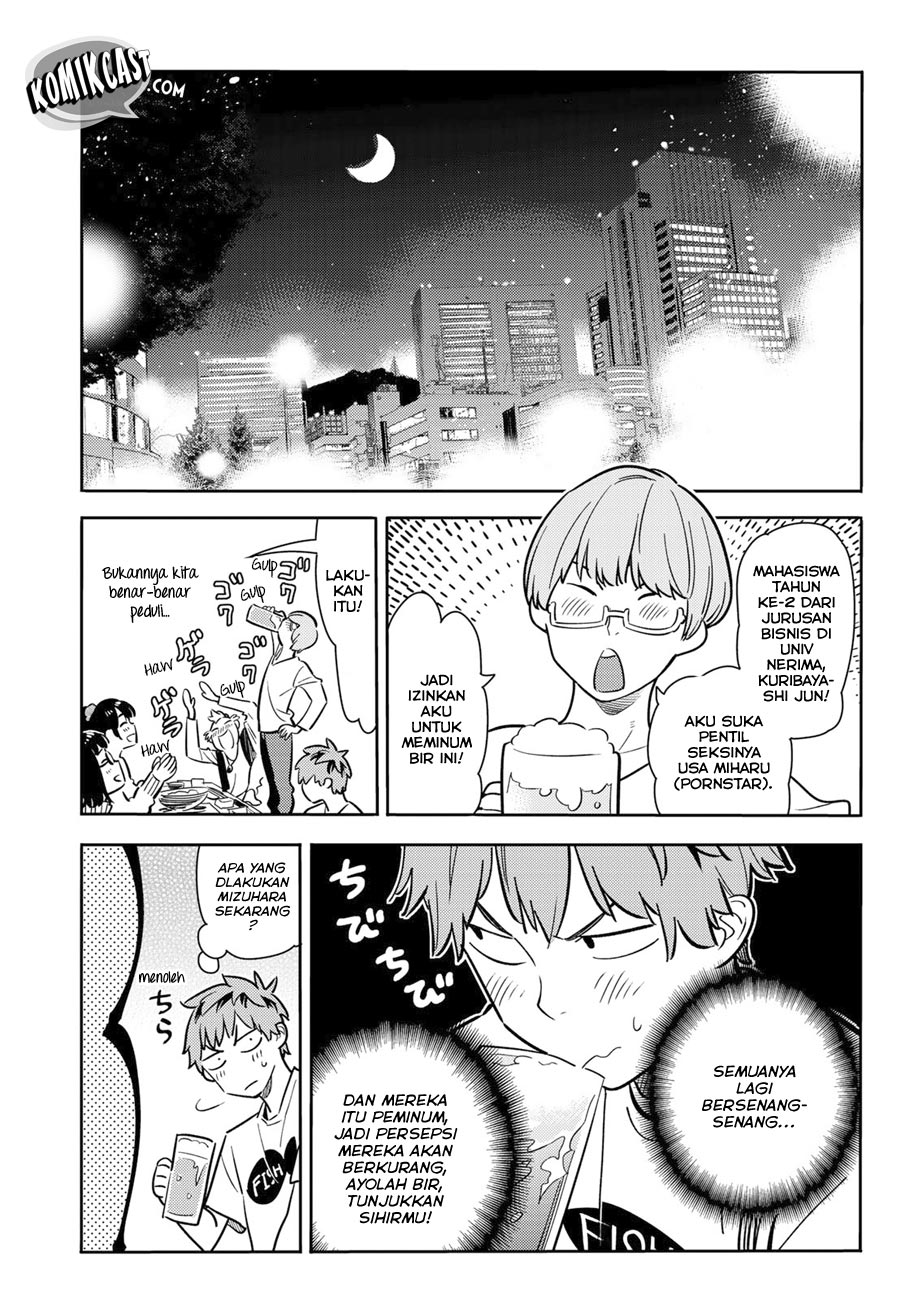 KOMIKCAST
.COM
MAHASISWA
TAHUN
KE-2 DARI
JURUSAN
BISNIS DI
UNIV
NERIMA,
KURIBAYA-
SHI JUN!
AKU SUKA
PENTIL
SEKSINYA
USA MIHARU
(PORNSTAR).
JADI
IZINKAN
AKU
UNTUK
MEMINUM
BIR INI!
LAKU-
KAN
ITU!
Gulp
ゴク
Gulp
ゴク
Gulp
ゴク
Bukannya kita
benar-benar
peduli...
Haw
ゲラ
Haw
ゲラ
SEMUANYA
LAGI
BERSENANG-
SENANG...
ちび
ちび
DAN MEREKA
ITU PEMINUM,
JADI PERSEPSI
MEREKA AKAN
BERKURANG,
AYOLAH BIR,
TUNJUKKAN
SIHIRMU!
FISH
APA YANG
DLAKUKAN
MIZUHARA
SEKARANG
?
menoleh
ちら
FISH